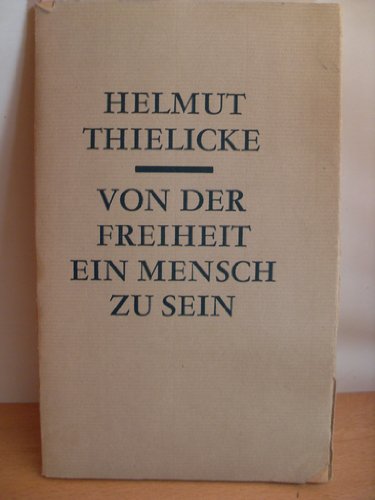 HELMUT
THIELICKE
VON DER
FREIHEIT
EIN MENSCH
ZU SEIN